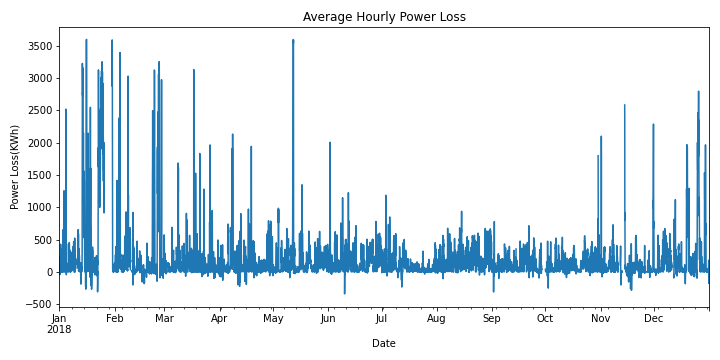 Average Hourly Power Loss
Power Loss(KWh)
3500
3000
2500
2000
1500
1000
500
0
−500
Jan Feb Mar Apr May Jun Jul Aug Sep Oct Nov Dec
2018
Date